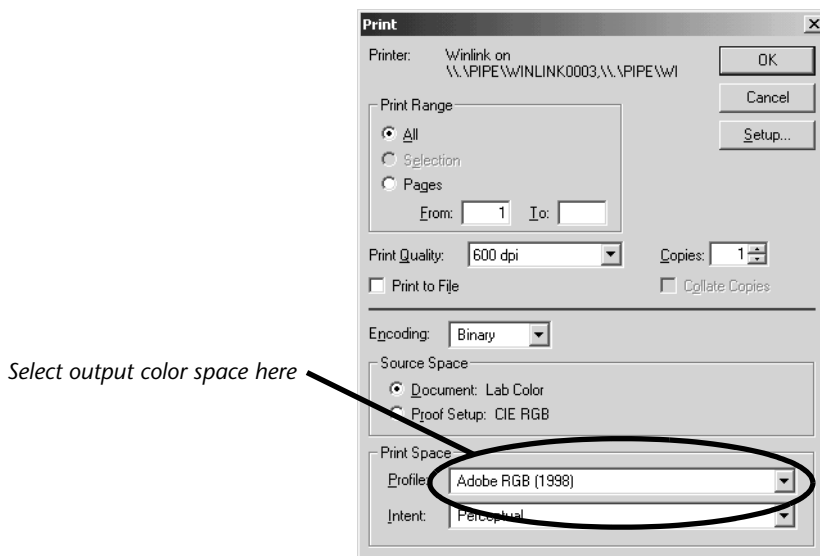 Print
Printer: Winlink on
\\.\PIPE\WINLINK0003,\\.\PIPE\WI
OK
Cancel
Setup...
Print Range
All
Selection
Pages
From: 1 To:
Print Quality: 600 dpi
Copies: 1
Print to File
Collate Copies
Encoding: Binary
Source Space
Document: Lab Color
Proof Setup: CIE RGB
Select output color space here
Print Space
Profile: Adobe RGB (1998)
Intent: Perceptual